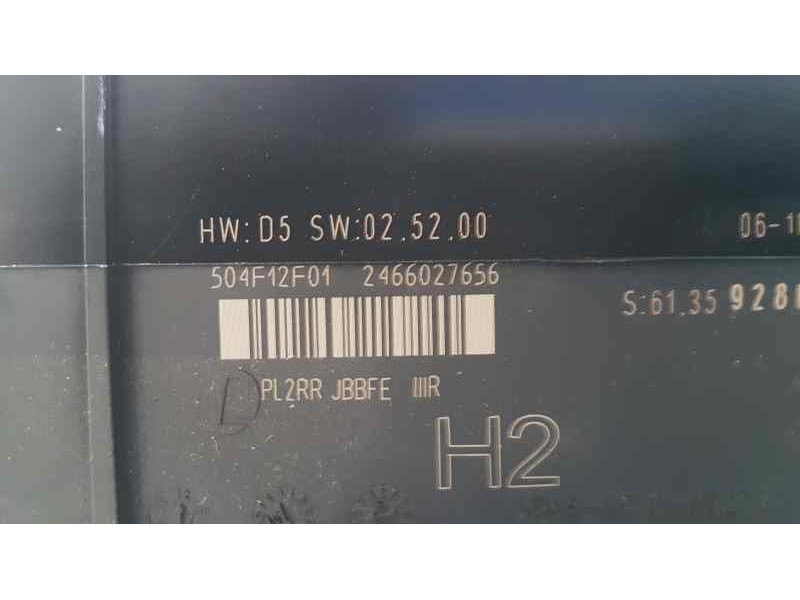 HW: D5 SW:02.52.00
06-1
504F12F01 2466027656
S:61.35 928
PL2RR JBBFE IIIR
D
H2